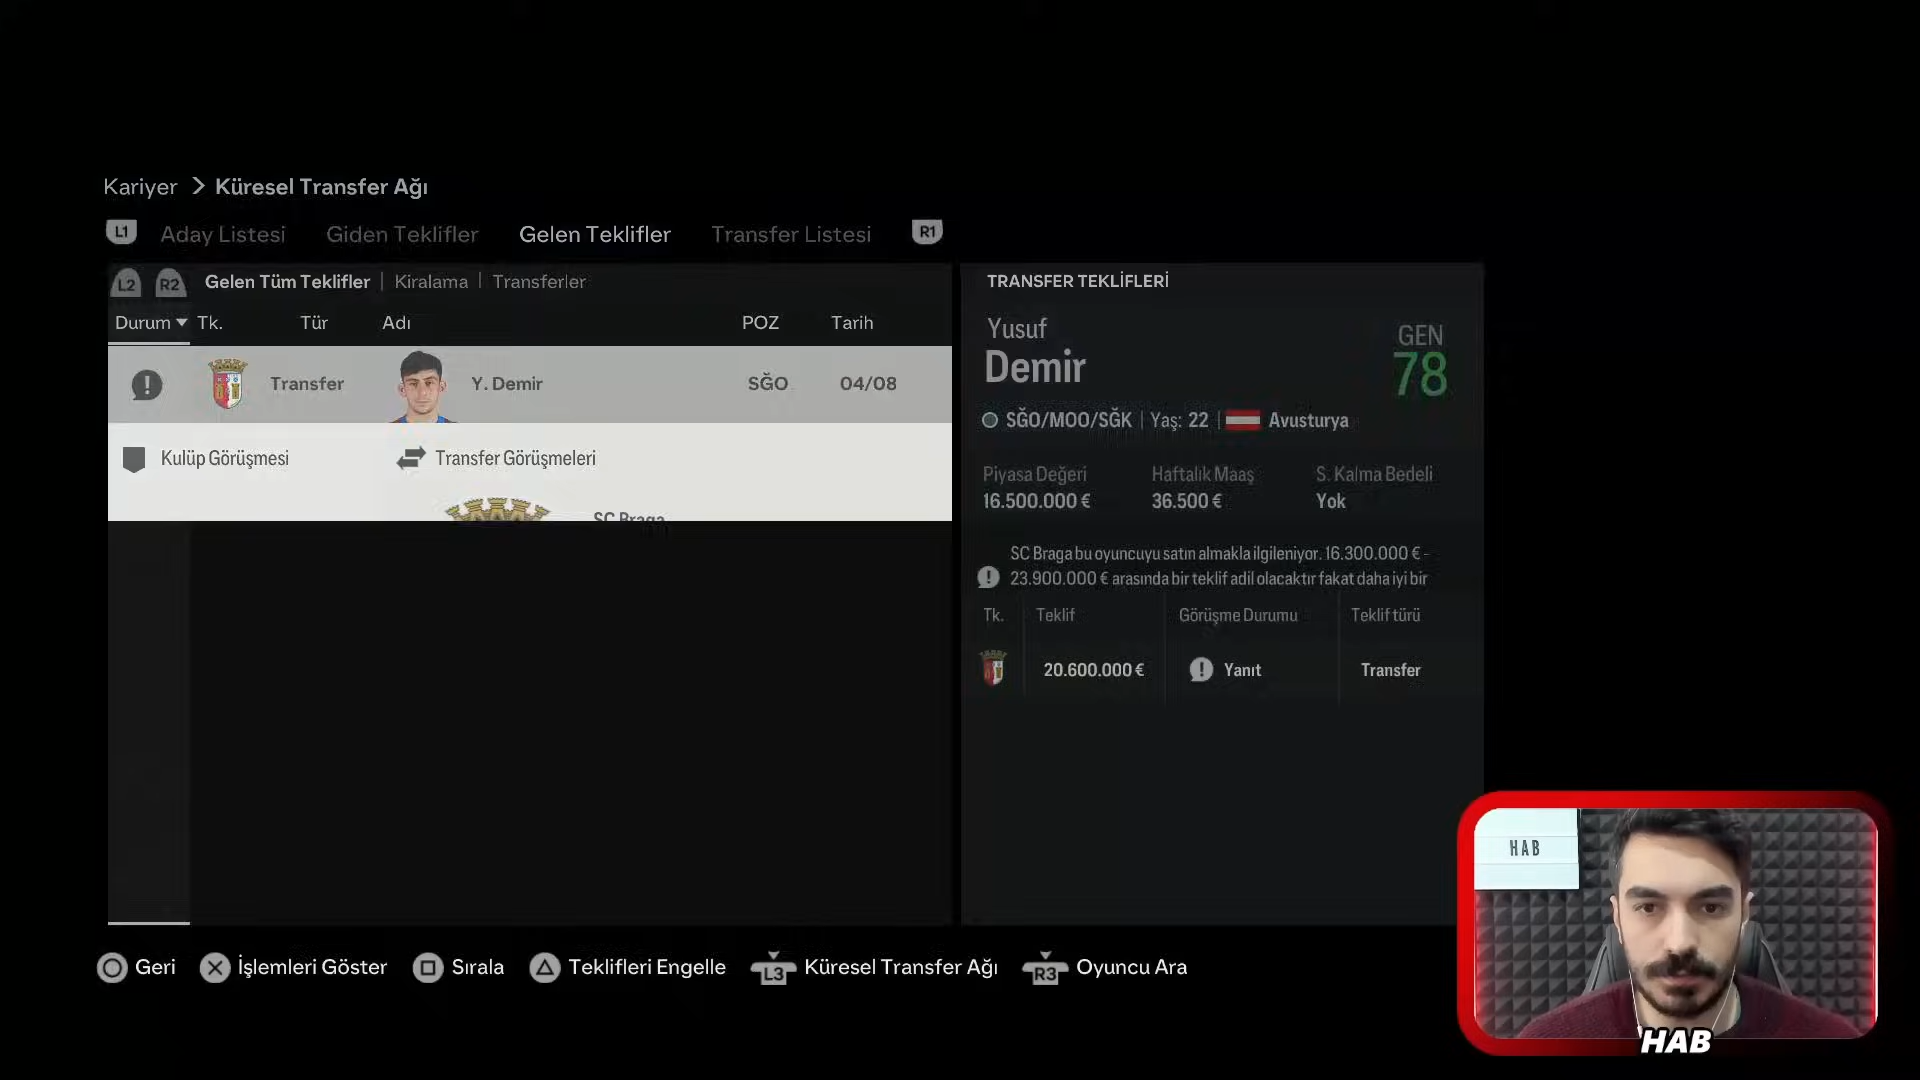 Kariyer > Küresel Transfer Ağı
L1 Aday Listesi Giden Teklifler Gelen Teklifler Transfer Listesi R1
L2 R2 Gelen Tüm Teklifler | Kiralama | Transferler
Durum Tk. Tür Adı POZ Tarih
Transfer Y. Demir SĞO 04/08
Kulüp Görüşmesi Transfer Görüşmeleri
SC Braga
TRANSFER TEKLİFLERİ
Yusuf
Demir
GEN
78
SĞO/MOO/SĞK | Yaş: 22 | Avusturya
Piyasa Değeri Haftalık Maaş S. Kalma Bedeli
16.500.000 € 36.500 € Yok
SC Braga bu oyuncuyu satın almakla ilgileniyor. 16.300.000 € -
23.900.000 € arasında bir teklif adil olacaktır fakat daha iyi bir
Tk. Teklif Görüşme Durumu Teklif türü
20.600.000 € Yanıt Transfer
Geri İşlemleri Göster Sırala Teklifleri Engelle L3 Küresel Transfer Ağı R3 Oyuncu Ara
HAB
HAB